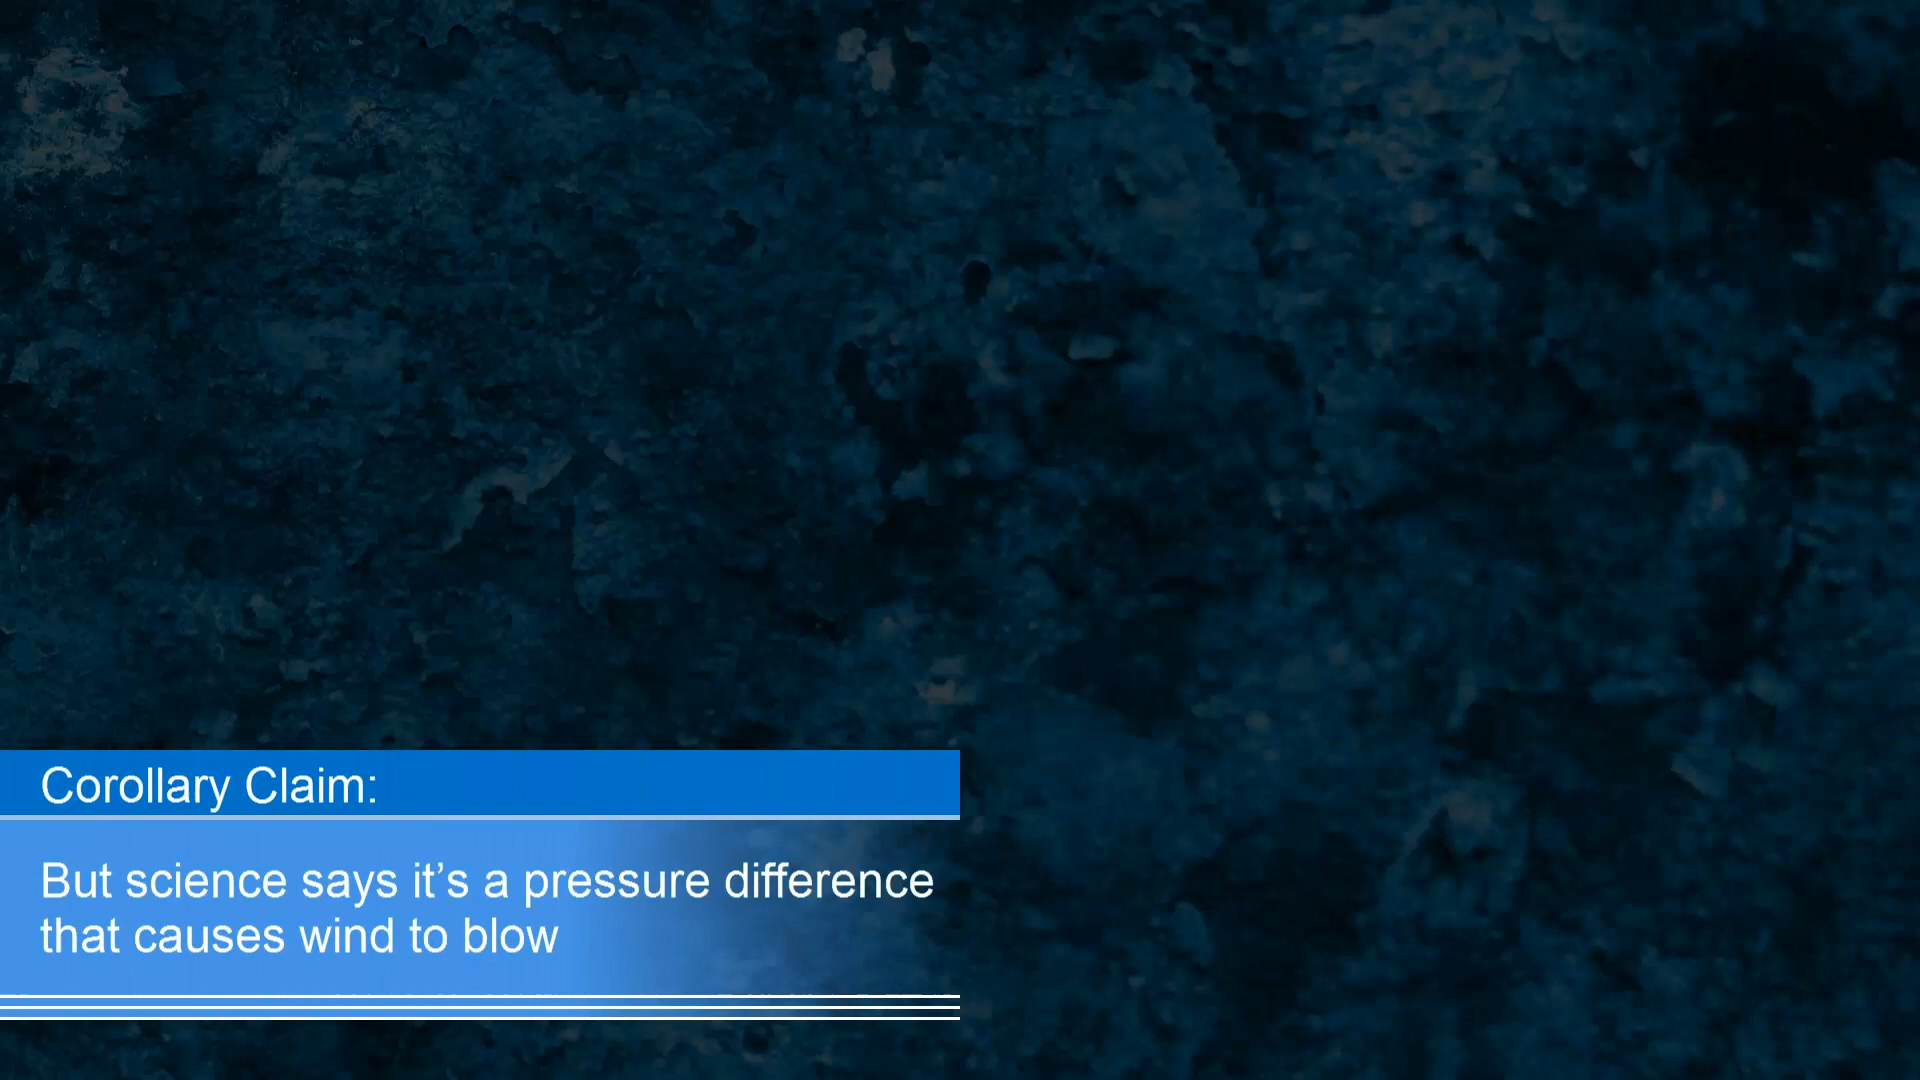 Corollary Claim:
But science says it’s a pressure difference
that causes wind to blow